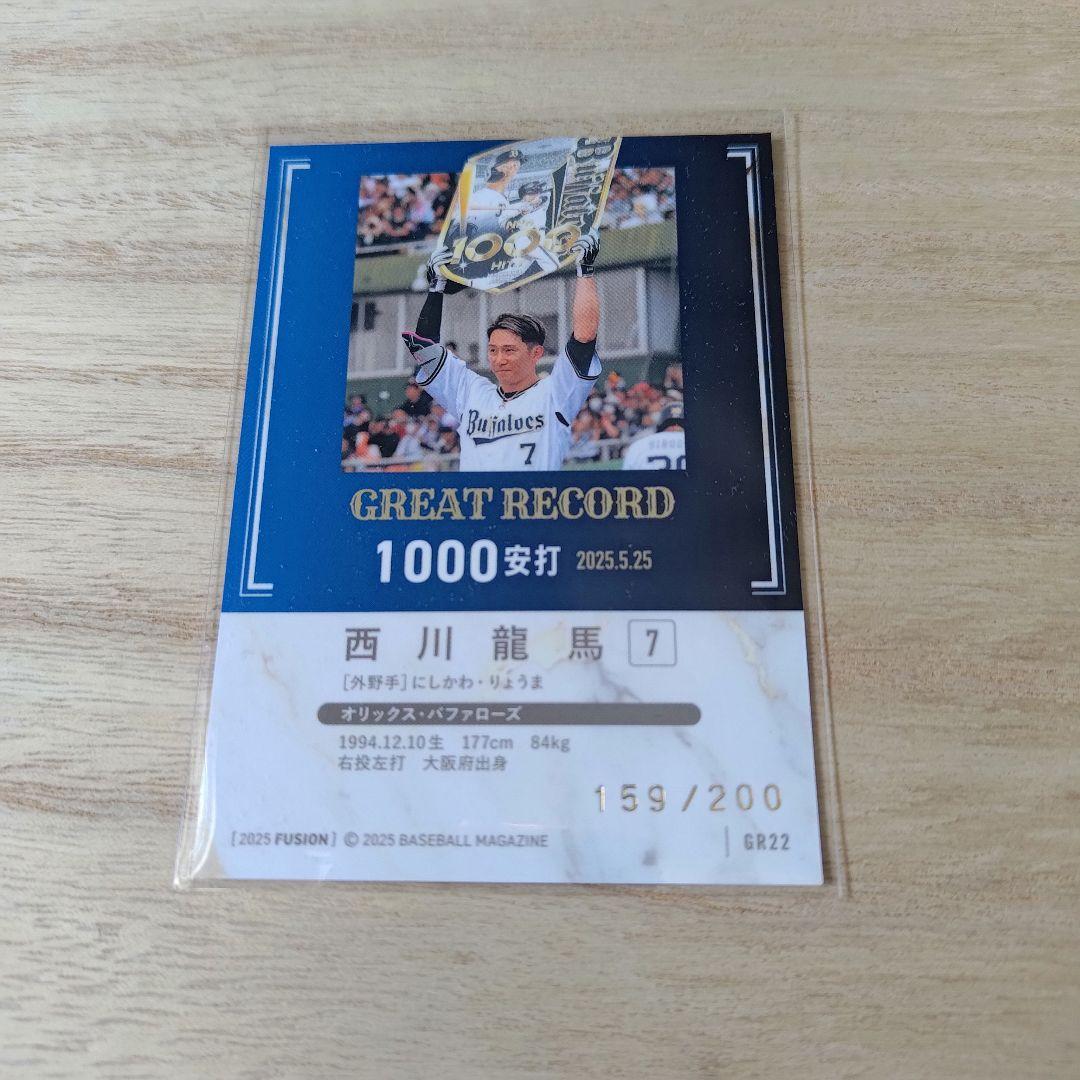 Buffaloes
1000
HITS
Buffaloes
7
GREAT RECORD
1000安打 2025.5.25
西川龍馬 7
[外野手]にしかわ・りょうま
オリックス・バファローズ
1994.12.10生 177cm 84kg
右投左打 大阪府出身
159/200
[2025 FUSION] © 2025 BASEBALL MAGAZINE
GR22